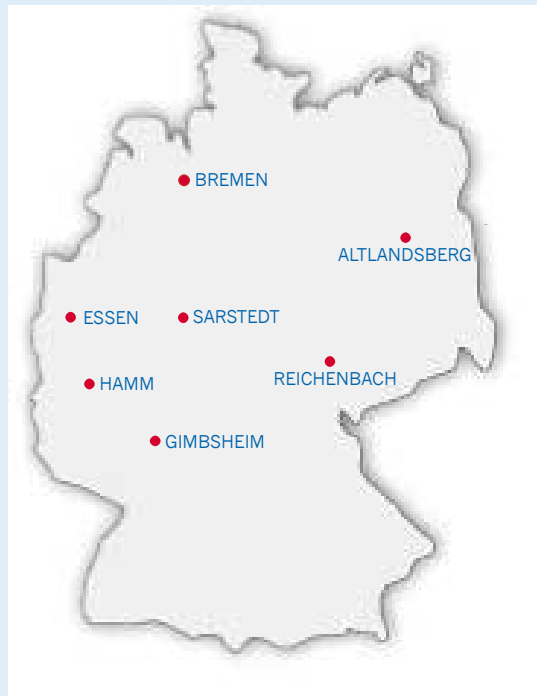 BREMEN
ALTLANDSBERG
ESSEN
SARSTEDT
REICHENBACH
HAMM
GIMBSHEIM